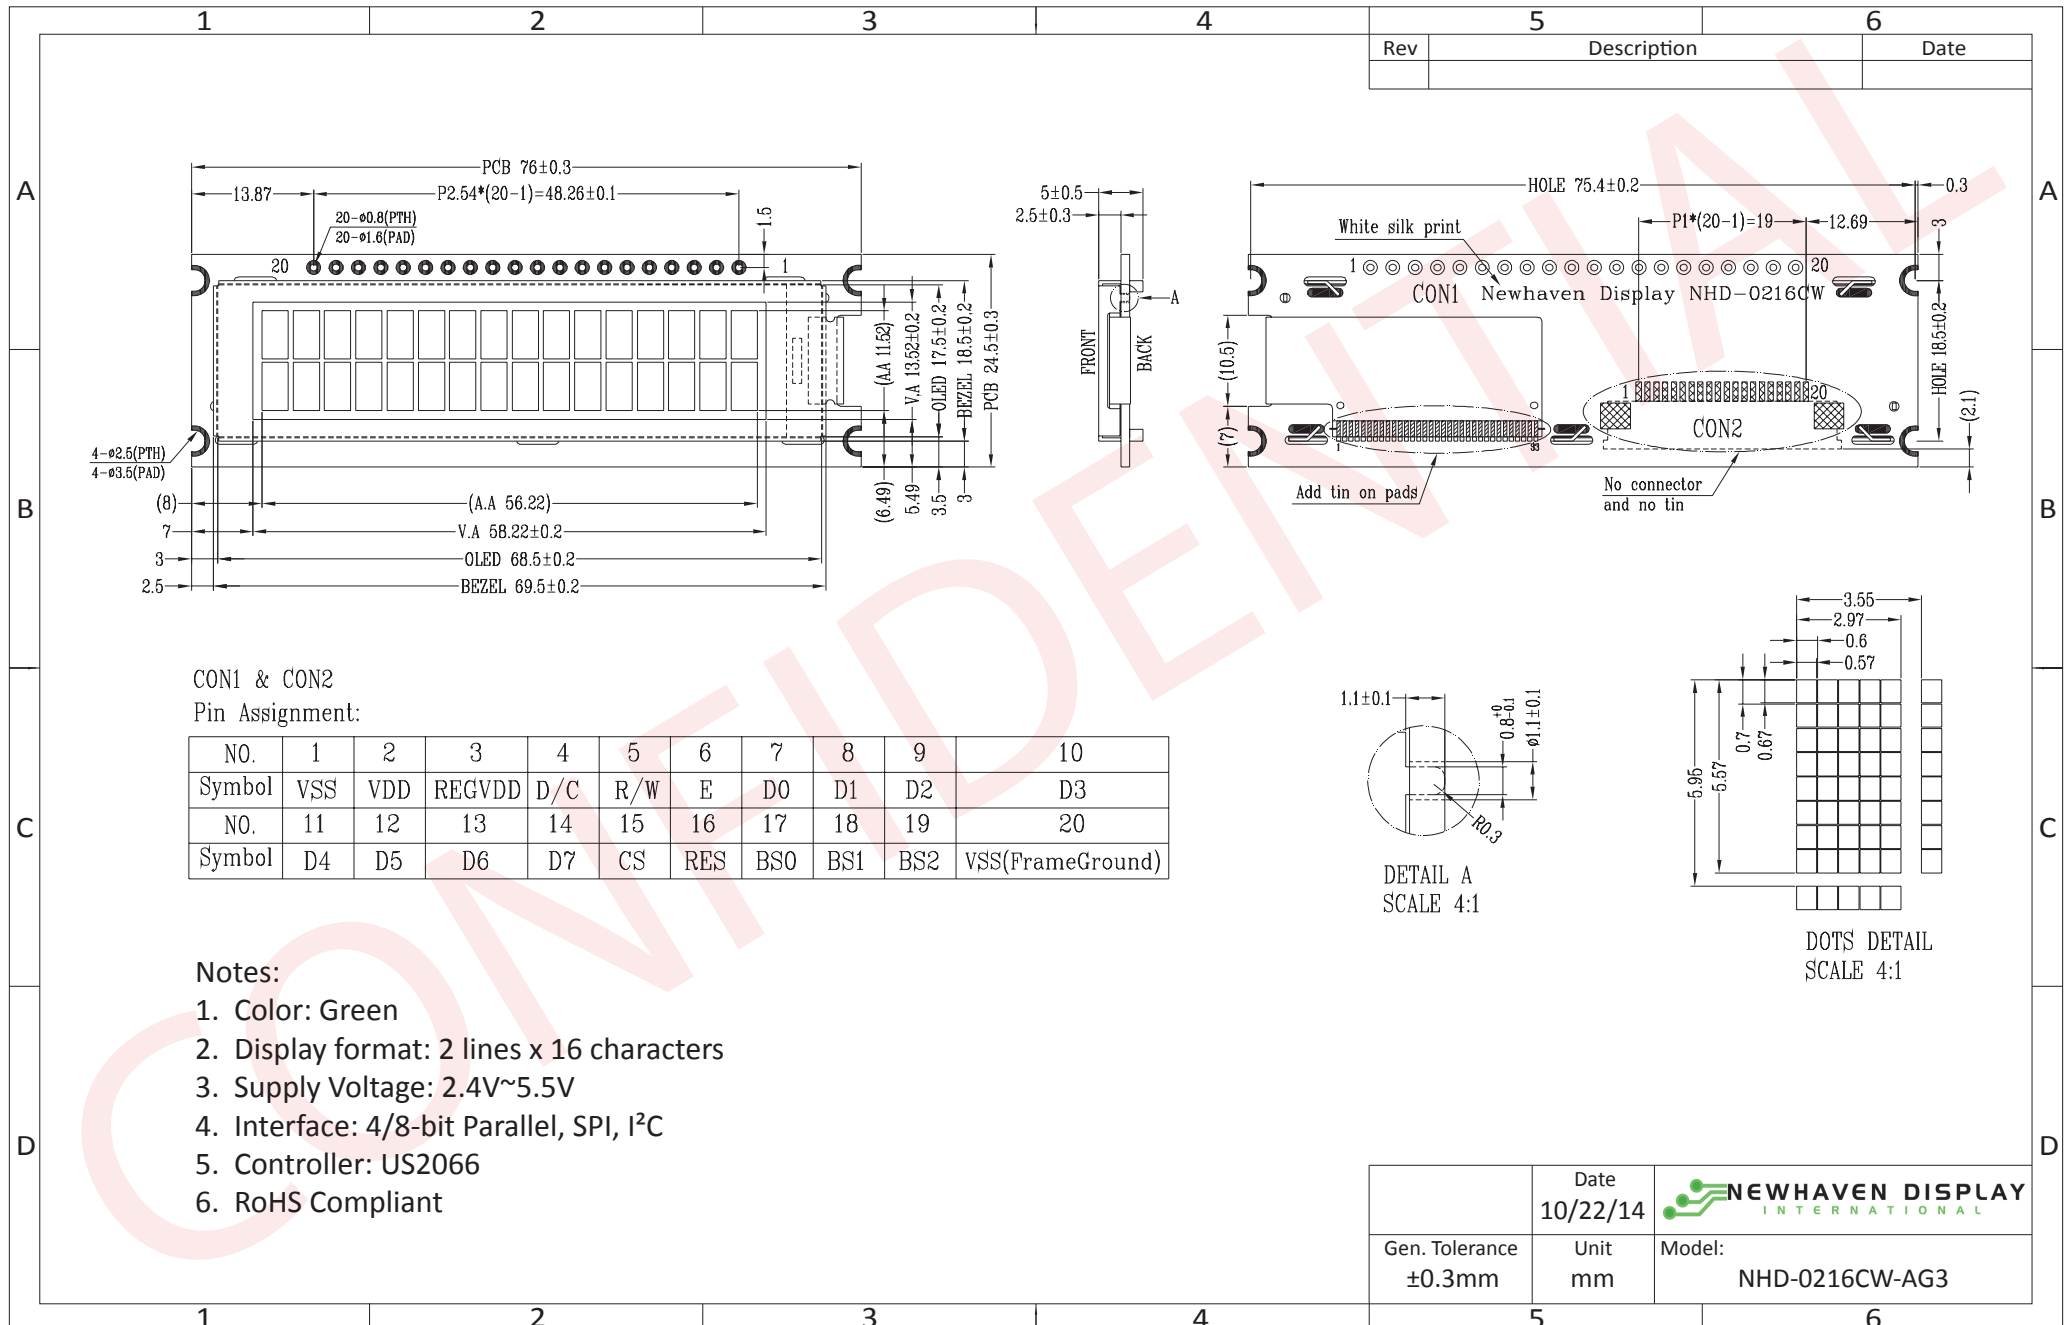 1 2 3 4 5 6
Rev Description Date
A A
B B
C C
D D
PCB 76±0.3
13.87 P2.54*(20-1)=48.26±0.1
20-ø0.8(PTH)
20-ø1.6(PAD)
1.5
20 1
4-ø2.5(PTH)
4-ø3.5(PAD)
(AA 11.52)
V.A 13.52±0.2
OLED 17.5±0.2
BEZEL 18.5±0.2
PCB 24.5±0.3
(6.49)
5.49
3.5
3
(8) (A.A 56.22)
7 V.A 58.22±0.2
3 OLED 68.5±0.2
2.5 BEZEL 69.5±0.2
5±0.5
2.5±0.3
A
FRONT
BACK
HOLE 75.4±0.2 0.3
P1*(20-1)=19 12.69
3
White silk print
1 20
CON1 Newhaven Display NHD-0216CW
(10.5)
(7)
HOLE 18.5±0.2
(2.1)
1 20
CON2
Add tin on pads
No connector
and no tin
3.55
2.97
0.6
0.57
0.7
0.67
5.95
5.57
DOTS DETAIL
SCALE 4:1
1.1±0.1
0.8+0-0.1
ø1.1±0.1
R0.3
DETAIL A
SCALE 4:1
CON1 & CON2
Pin Assignment:
NO. 1 2 3 4 5 6 7 8 9 10
Symbol VSS VDD REGVDD D/C R/W E D0 D1 D2 D3
NO. 11 12 13 14 15 16 17 18 19 20
Symbol D4 D5 D6 D7 CS RES BS0 BS1 BS2 VSS(FrameGround)
CONFIDENTIAL
Notes:
1. Color: Green
2. Display format: 2 lines x 16 characters
3. Supply Voltage: 2.4V~5.5V
4. Interface: 4/8-bit Parallel, SPI, I²C
5. Controller: US2066
6. RoHS Compliant
Date
10/22/14
NEWHAVEN DISPLAY
INTERNATIONAL
Gen. Tolerance
±0.3mm
Unit
mm
Model:
NHD-0216CW-AG3
1 2 3 4 5 6